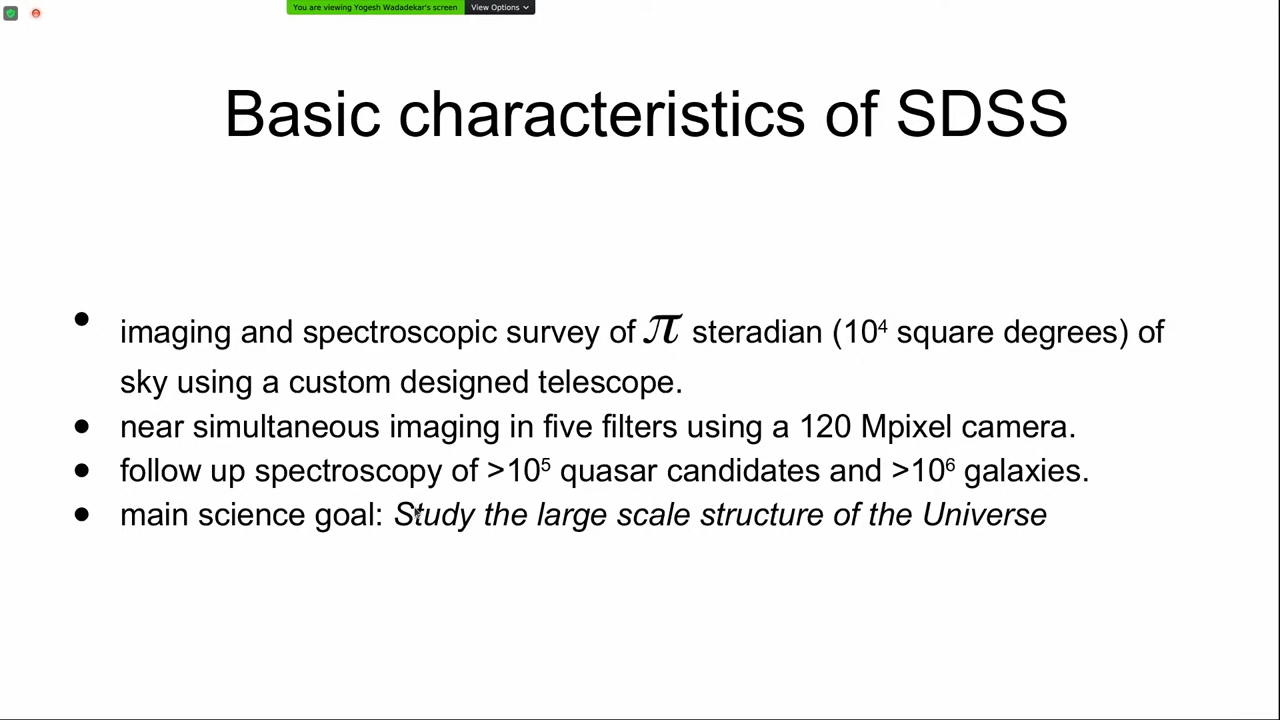 You are viewing Yogesh Wadadekar's screen View Options
Basic characteristics of SDSS
• imaging and spectroscopic survey of π steradian (10⁴ square degrees) of
sky using a custom designed telescope.
• near simultaneous imaging in five filters using a 120 Mpixel camera.
• follow up spectroscopy of >10⁵ quasar candidates and >10⁶ galaxies.
• main science goal: Study the large scale structure of the Universe